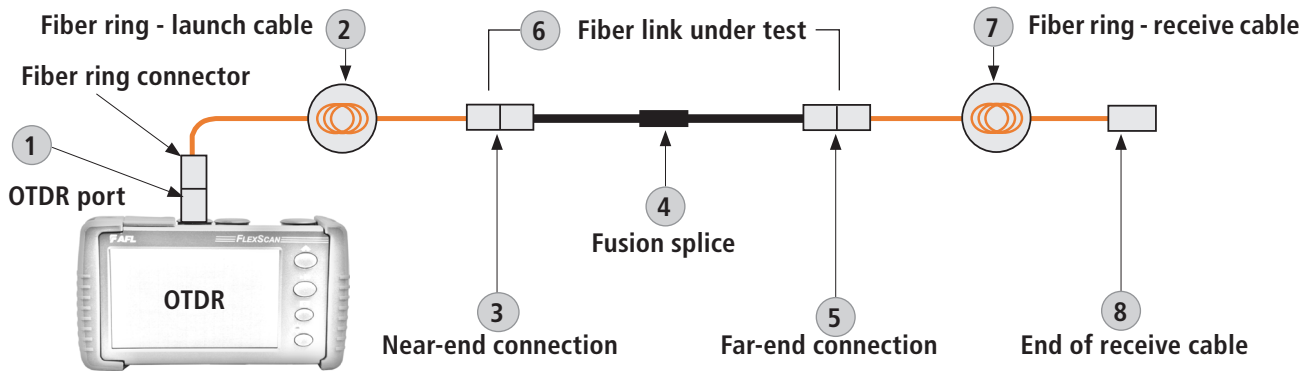 Fiber ring - launch cable 2
6 Fiber link under test
7 Fiber ring - receive cable
Fiber ring connector
1
OTDR port
4
Fusion splice
AFL FLEXSCAN
OTDR
3
Near-end connection
5
Far-end connection
8
End of receive cable